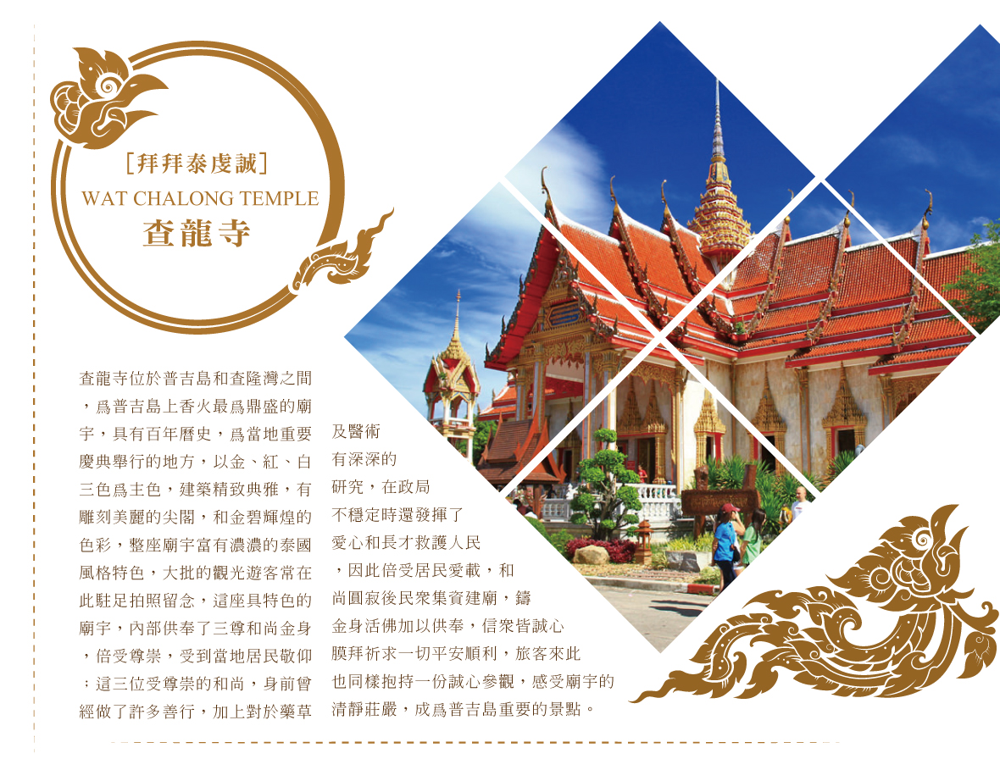 [拜拜泰虔誠]
WAT CHALONG TEMPLE
查龍寺
查龍寺位於普吉島和查隆灣之間
，爲普吉島上香火最爲鼎盛的廟
宇，具有百年曆史，爲當地重要
慶典舉行的地方，以金、紅、白
三色爲主色，建築精致典雅，有
雕刻美麗的尖閣，和金碧輝煌的
色彩，整座廟宇富有濃濃的泰國
風格特色，大批的觀光遊客常在
此駐足拍照留念，這座具特色的
廟宇，內部供奉了三尊和尚金身
，倍受尊崇，受到當地居民敬仰
；這三位受尊崇的和尚，身前曾
經做了許多善行，加上對於藥草
及醫術
有深深的
研究，在政局
不穩定時還發揮了
愛心和長才救護人民
，因此倍受居民愛載，和
尚圓寂後民衆集資建廟，鑄
金身活佛加以供奉，信衆皆誠心
膜拜祈求一切平安順利，旅客來此
也同樣抱持一份誠心參觀，感受廟宇的
清靜莊嚴，成爲普吉島重要的景點。